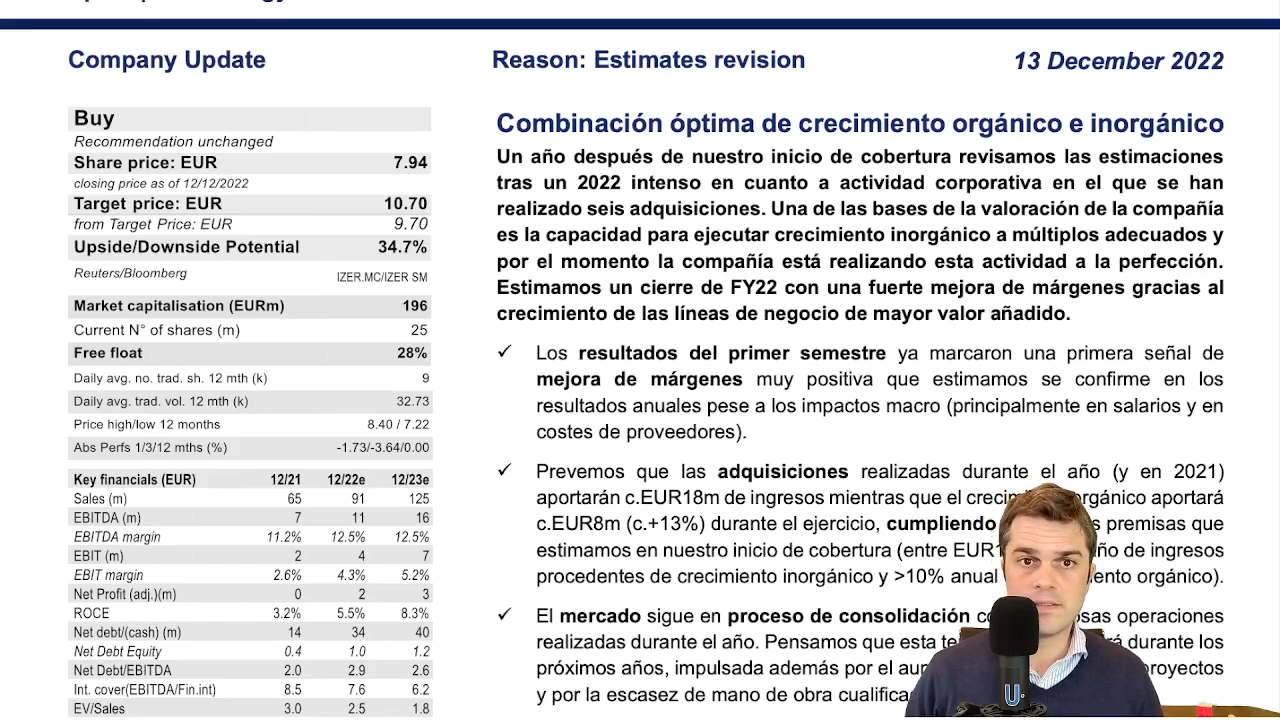 Company Update
Reason: Estimates revision
13 December 2022
Buy
Recommendation unchanged
Share price: EUR 7.94
closing price as of 12/12/2022
Target price: EUR 10.70
from Target Price: EUR 9.70
Upside/Downside Potential 34.7%
Reuters/Bloomberg IZER.MC/IZER SM
Market capitalisation (EURm) 196
Current N° of shares (m) 25
Free float 28%
Daily avg. no. trad. sh. 12 mth (k) 9
Daily avg. trad. vol. 12 mth (k) 32.73
Price high/low 12 months 8.40 / 7.22
Abs Perfs 1/3/12 mths (%) -1.73/-3.64/0.00
Key financials (EUR) 12/21 12/22e 12/23e
Sales (m) 65 91 125
EBITDA (m) 7 11 16
EBITDA margin 11.2% 12.5% 12.5%
EBIT (m) 2 4 7
EBIT margin 2.6% 4.3% 5.2%
Net Profit (adj.)(m) 0 2 3
ROCE 3.2% 5.5% 8.3%
Net debt/(cash) (m) 14 34 40
Net Debt Equity 0.4 1.0 1.2
Net Debt/EBITDA 2.0 2.9 2.6
Int. cover(EBITDA/Fin.int) 8.5 7.6 6.2
EV/Sales 3.0 2.5 1.8
Combinación óptima de crecimiento orgánico e inorgánico
Un año después de nuestro inicio de cobertura revisamos las estimaciones
tras un 2022 intenso en cuanto a actividad corporativa en el que se han
realizado seis adquisiciones. Una de las bases de la valoración de la compañía
es la capacidad para ejecutar crecimiento inorgánico a múltiplos adecuados y
por el momento la compañía está realizando esta actividad a la perfección.
Estimamos un cierre de FY22 con una fuerte mejora de márgenes gracias al
crecimiento de las líneas de negocio de mayor valor añadido.
✓ Los resultados del primer semestre ya marcaron una primera señal de
mejora de márgenes muy positiva que estimamos se confirme en los
resultados anuales pese a los impactos macro (principalmente en salarios y en
costes de proveedores).
✓ Prevemos que las adquisiciones realizadas durante el año (y en 2021)
aportarán c.EUR18m de ingresos mientras que el orgánico aportará
c.EUR8m (c.+13%) durante el ejercicio, cumpliendo premisas que
estimamos en nuestro inicio de cobertura (entre de ingresos
procedentes de crecimiento inorgánico y >10% anual orgánico).
✓ El mercado sigue en proceso de consolidación operaciones
realizadas durante el año. Pensamos que esta durante los
próximos años, impulsada además por el proyectos
y por la escasez de mano de obra
U